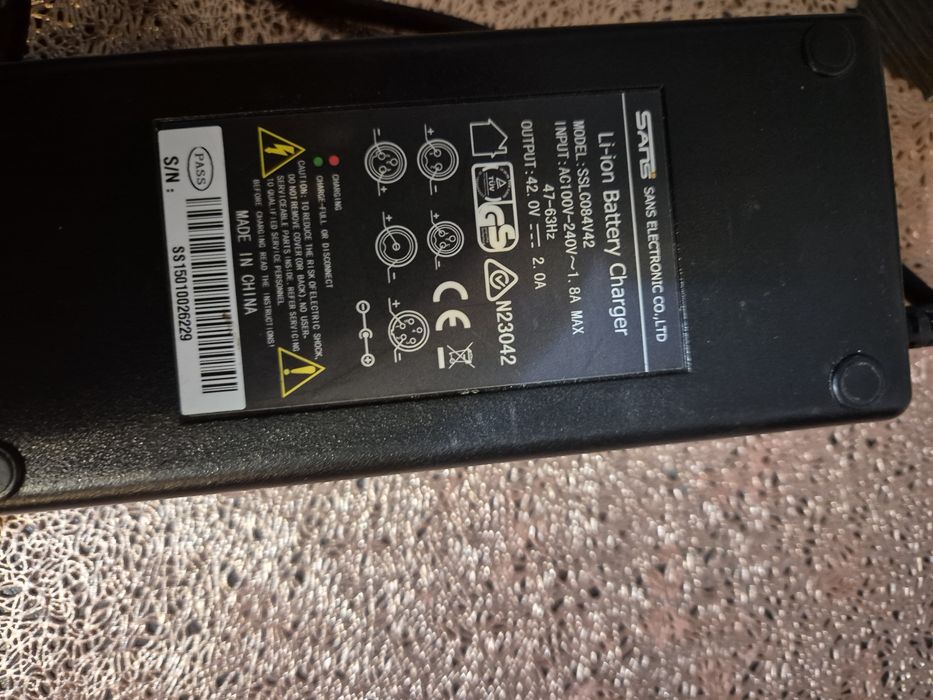 SANS SANS ELECTRONIC CO.,LTD
Li-ion Battery Charger
MODEL:SSLC084V42
INPUT:AC100V-240V~1.8A MAX
47-63Hz
OUTPUT:42.0V⎓2.0A
TÜV GS N23042
CE
CHARGING
CHARGE-FULL OR DISCONNECT
CAUTION: TO REDUCE THE RISK OF ELECTRIC SHOCK,
DO NOT REMOVE COVER(OR BACK), NO USER-
SERVICEABLE PARTS INSIDE. REFER SERVICING
TO QUALIFIED SERVICE PERSONNEL
BEFORE CHARGING READ THE INSTRUCTIONS!
MADE IN CHINA
PASS
S/N:
SS15010026229